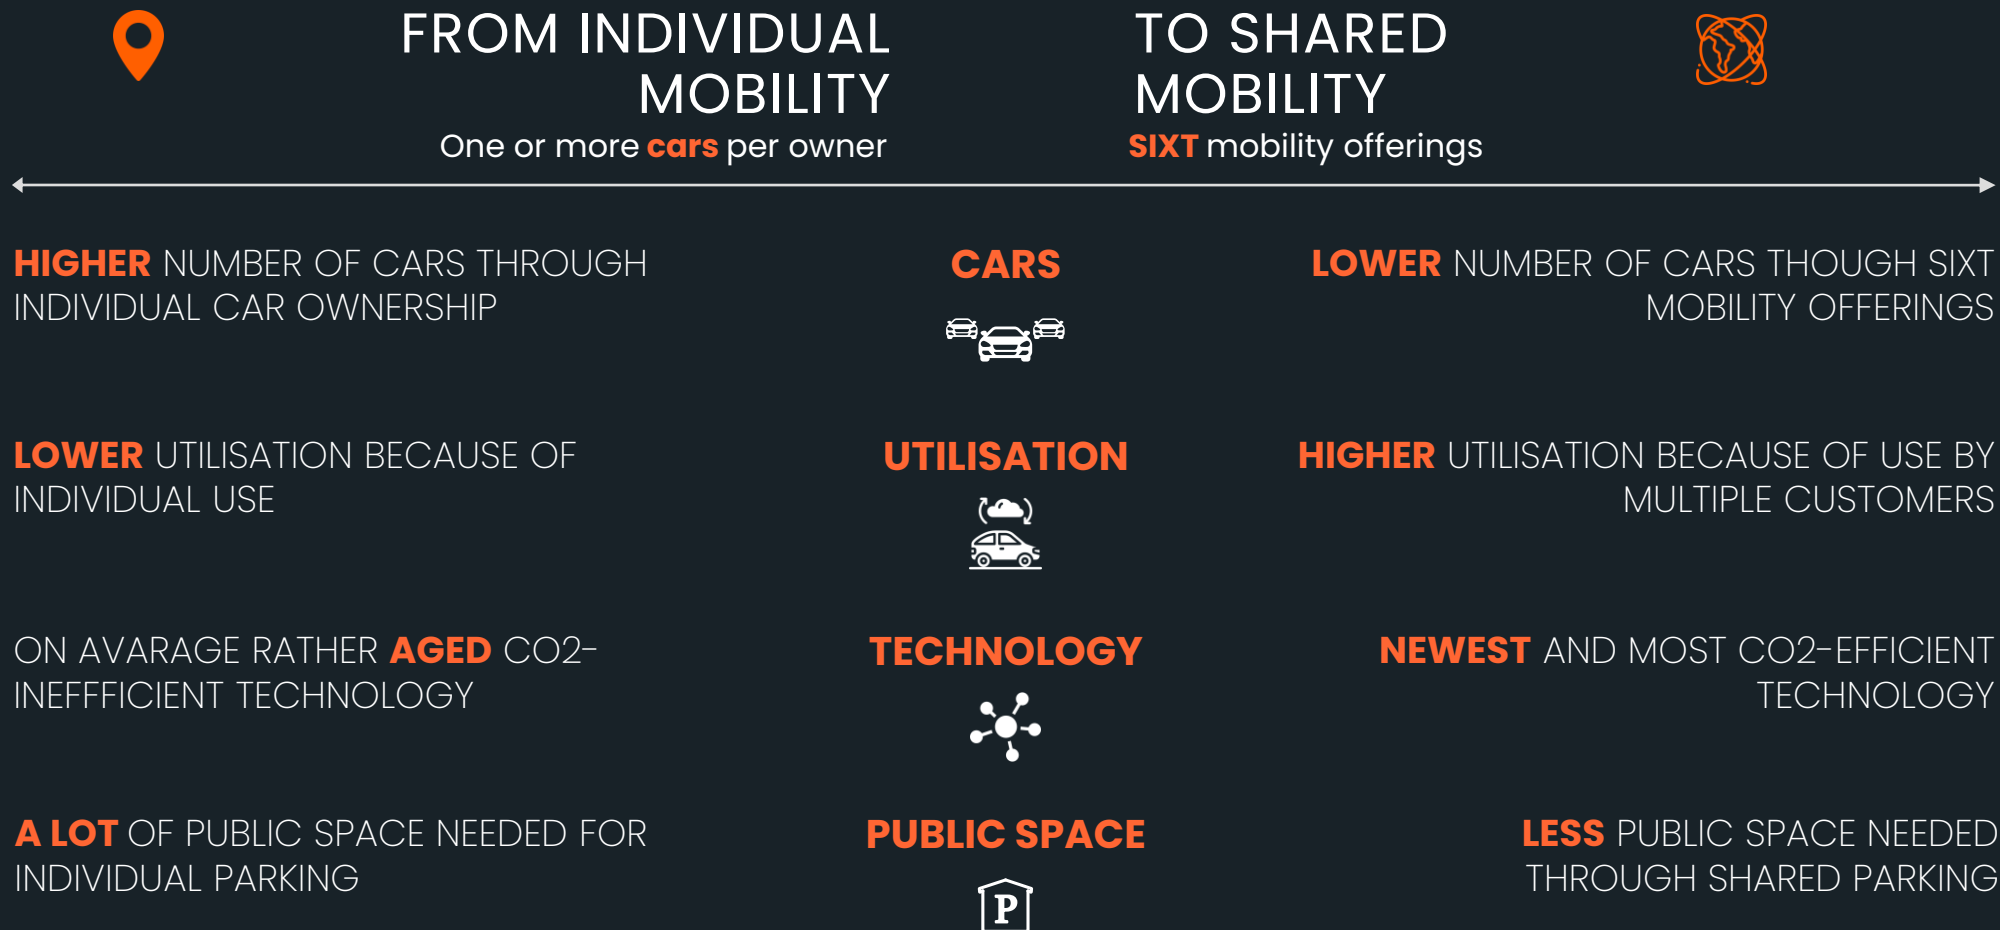 FROM INDIVIDUAL
MOBILITY
One or more cars per owner
TO SHARED
MOBILITY
SIXT mobility offerings
HIGHER NUMBER OF CARS THROUGH
INDIVIDUAL CAR OWNERSHIP
CARS
LOWER NUMBER OF CARS THOUGH SIXT
MOBILITY OFFERINGS
LOWER UTILISATION BECAUSE OF
INDIVIDUAL USE
UTILISATION
HIGHER UTILISATION BECAUSE OF USE BY
MULTIPLE CUSTOMERS
ON AVARAGE RATHER AGED CO2-
INEFFFICIENT TECHNOLOGY
TECHNOLOGY
NEWEST AND MOST CO2-EFFICIENT
TECHNOLOGY
A LOT OF PUBLIC SPACE NEEDED FOR
INDIVIDUAL PARKING
PUBLIC SPACE
P
LESS PUBLIC SPACE NEEDED
THROUGH SHARED PARKING